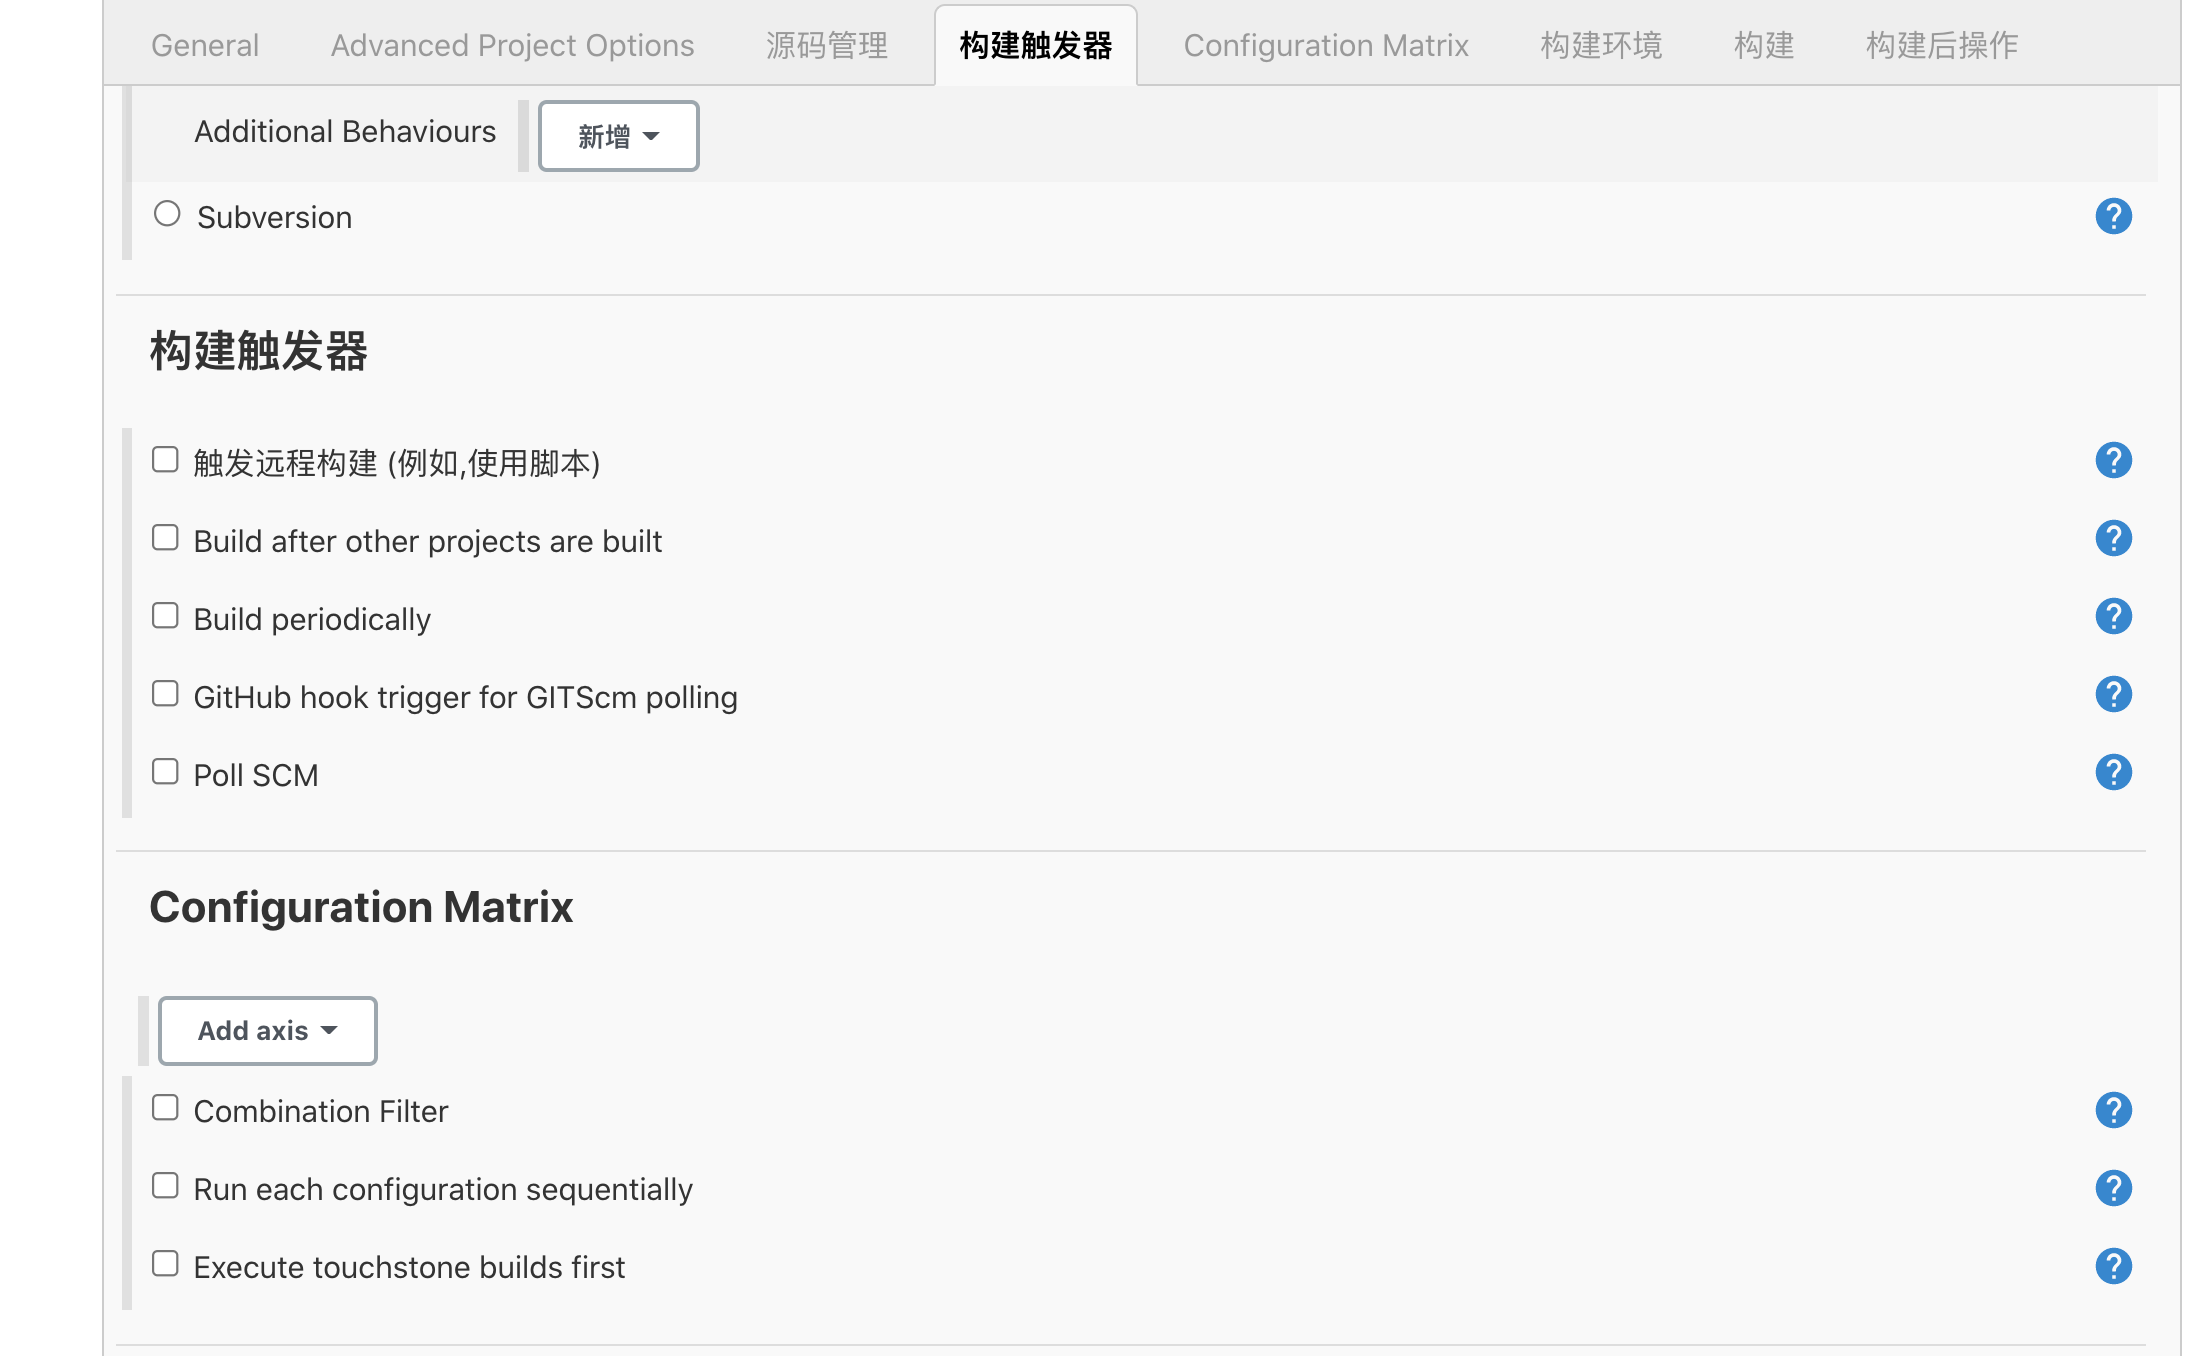 General Advanced Project Options 源码管理 构建触发器 Configuration Matrix 构建环境 构建 构建后操作
Additional Behaviours 新增
Subversion
构建触发器
触发远程构建 (例如,使用脚本)
Build after other projects are built
Build periodically
GitHub hook trigger for GITScm polling
Poll SCM
Configuration Matrix
Add axis
Combination Filter
Run each configuration sequentially
Execute touchstone builds first